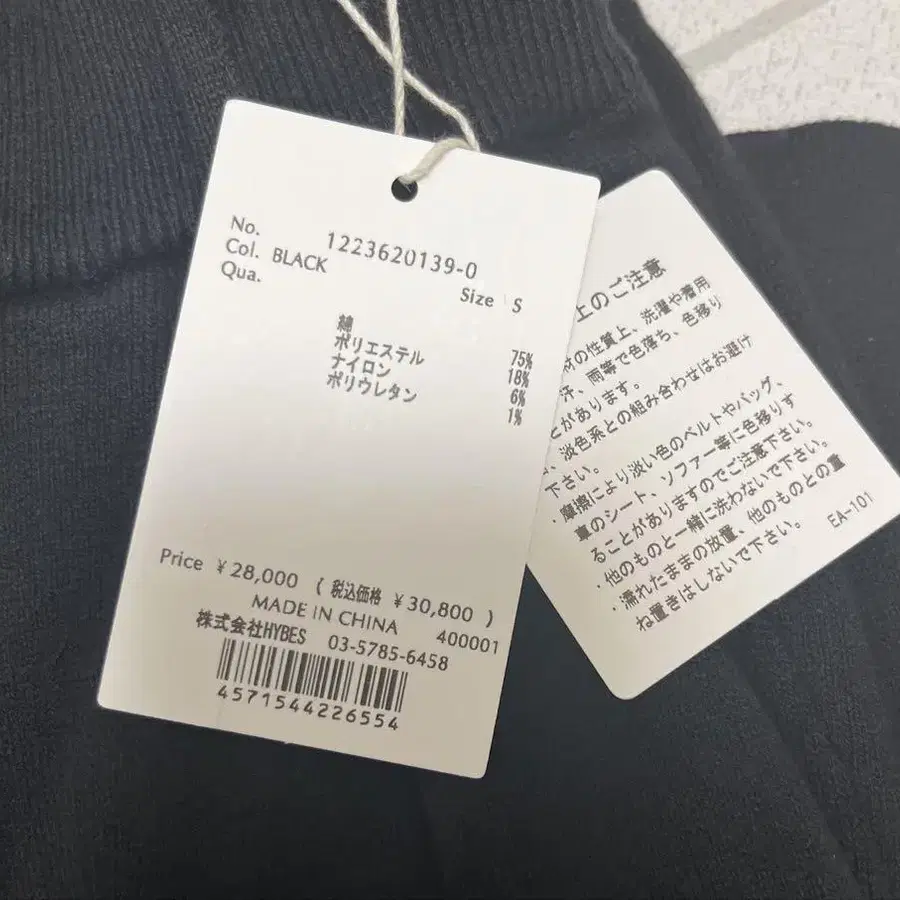 No. 1223620139-0
Col. BLACK
Qua. Size S
綿 75%
ポリエステル 18%
ナイロン 6%
ポリウレタン 1%
Price ¥28,000 (税込価格 ¥30,800)
MADE IN CHINA 400001
株式会社HYBES 03-5785-6458
4571544226554
上のご注意
材の性質上、洗濯や着用
汗、雨等で色落ち、色移り
とがあります。
、淡色系との組み合わせはお避け
下さい。
・摩擦により淡い色のベルトやバッグ、
車のシート、ソファー等に色移りす
ることがありますのでご注意下さい。
・他のものと一緒に洗わないで下さい。
・濡れたままの放置、他のものとの重
ね置きはしないで下さい。
EA-101